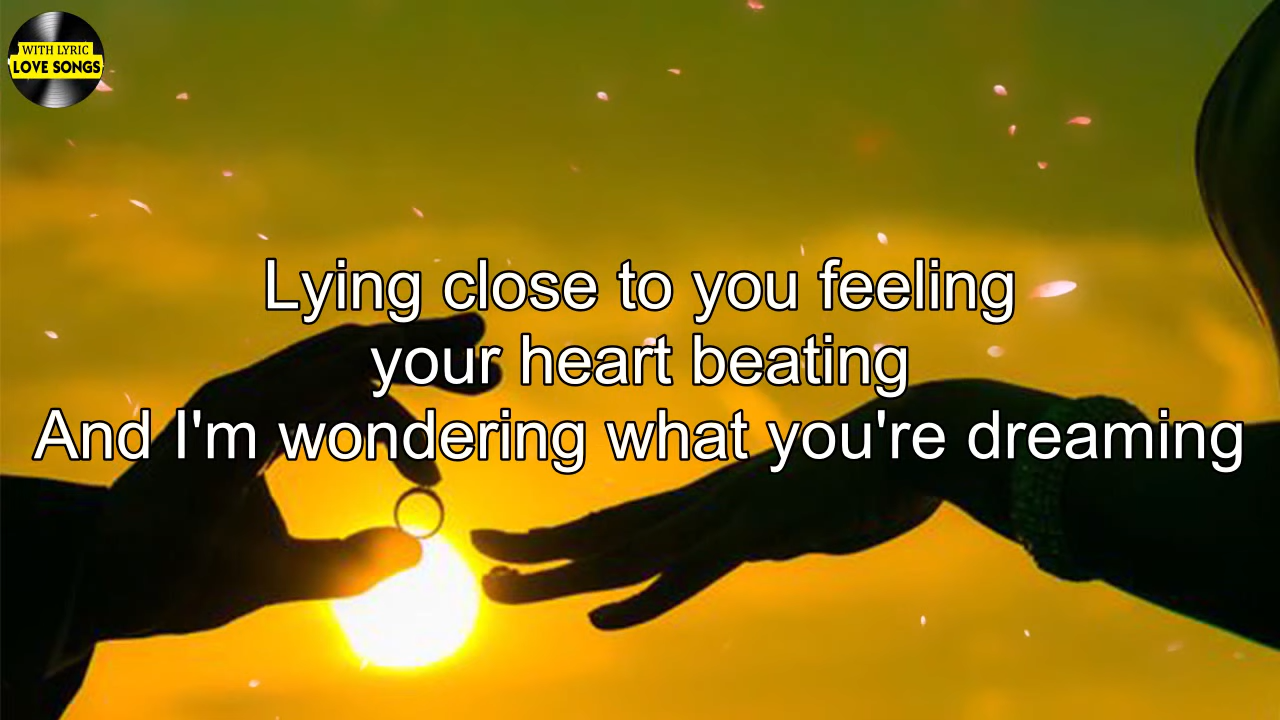 WITH LYRIC
LOVE SONGS
Lying close to you feeling
your heart beating
And I'm wondering what you're dreaming